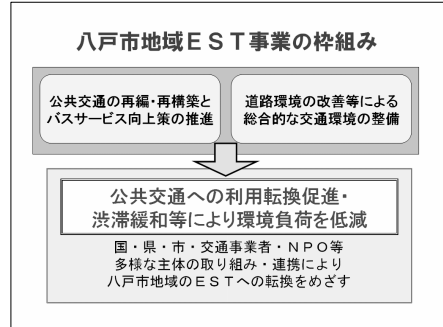 八戸市地域ＥＳＴ事業の枠組み
公共交通の再編・再構築と
バスサービス向上策の推進
道路環境の改善等による
総合的な交通環境の整備
公共交通への利用転換促進・
渋滞緩和等により環境負荷を低減
国・県・市・交通事業者・ＮＰＯ等
多様な主体の取り組み・連携により
八戸市地域のＥＳＴへの転換をめざす